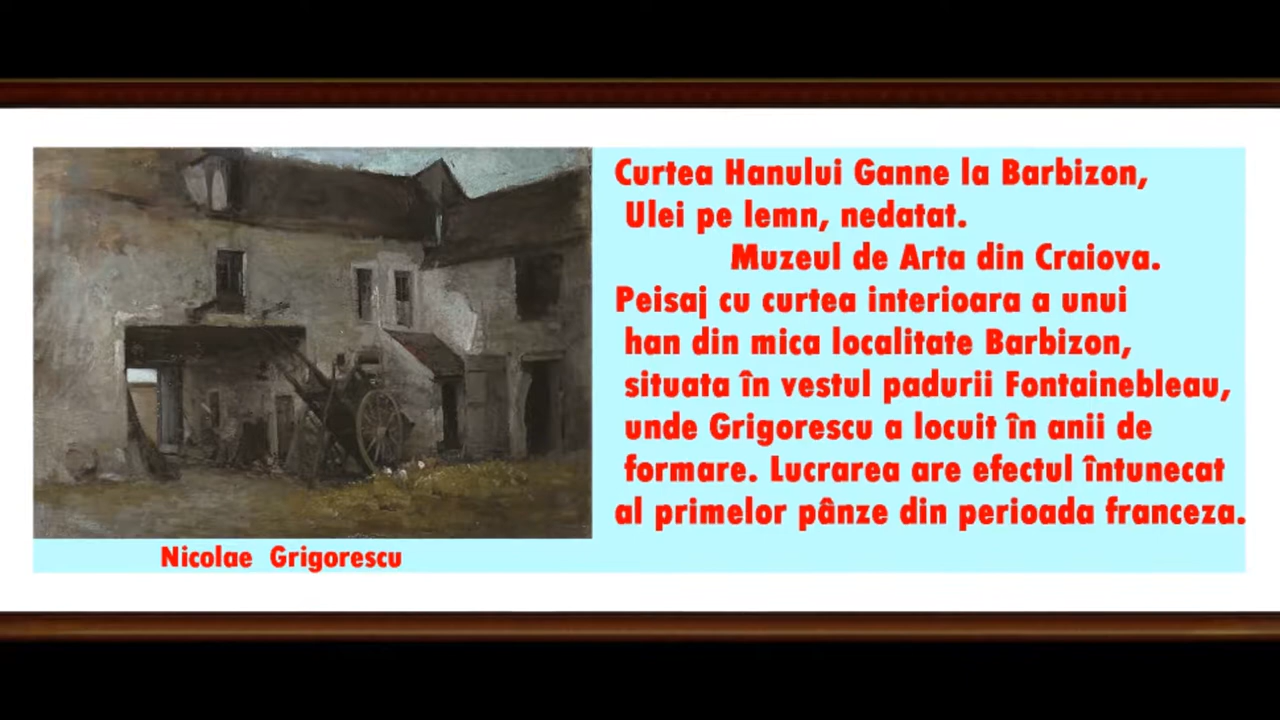 Curtea Hanului Ganne la Barbizon,
Ulei pe lemn, nedatat.
Muzeul de Arta din Craiova.
Peisaj cu curtea interioara a unui
han din mica localitate Barbizon,
situata în vestul padurii Fontainebleau,
unde Grigorescu a locuit în anii de
formare. Lucrarea are efectul întunecat
al primelor pânze din perioada franceza.
Nicolae Grigorescu